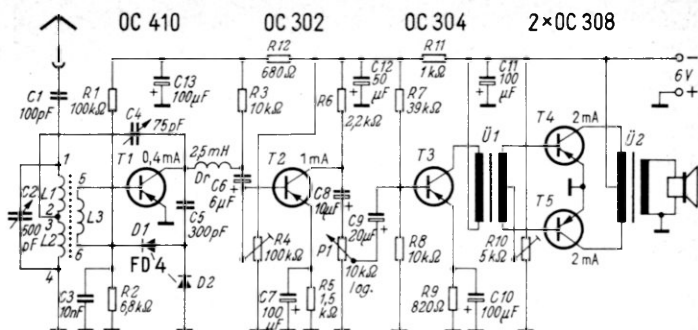 OC 410 OC 302 OC 304 2×OC 308
R12
680Ω
R11
1kΩ
C1
100pF
R1
100kΩ
C13
100µF
C4
75pF
R3
10kΩ
R6
2,2kΩ
C12
50
µF
R7
39kΩ
C11
100
µF
6V
T1
0,4mA
2,5mH
Dr
C6
6µF
T2
1mA
C8
10µF
T3
Ü1
T4
2mA
Ü2
C2
500
pF
1
L1
2
3
L2
4
5
L3
6
C5
300pF
D1
FD4
D2
C3
10nF
R2
6,8kΩ
R4
100kΩ
C7
100
µF
R5
1,5
kΩ
P1
10kΩ
log.
C9
20µF
R8
10kΩ
R9
820Ω
C10
100µF
R10
5kΩ
T5
2mA